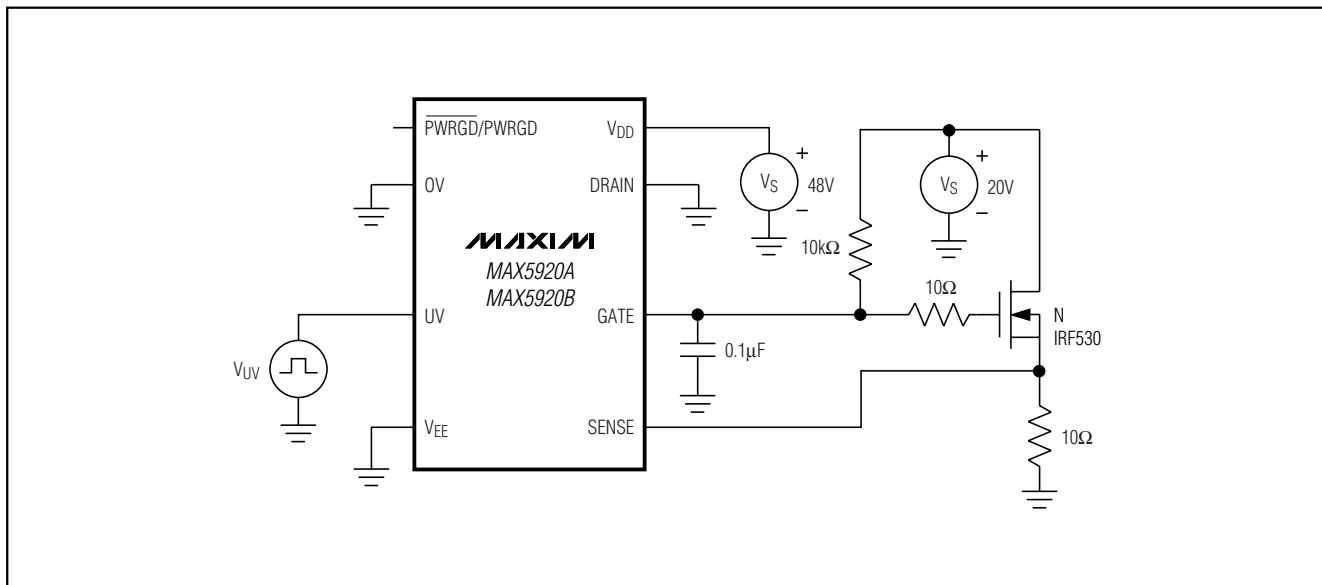 PWRGD/PWRGD
VDD
OV
DRAIN
VS
48V
VS
20V
MAXIM
MAX5920A
MAX5920B
10kΩ
10Ω
UV
GATE
N
IRF530
VUV
0.1µF
VEE
SENSE
10Ω